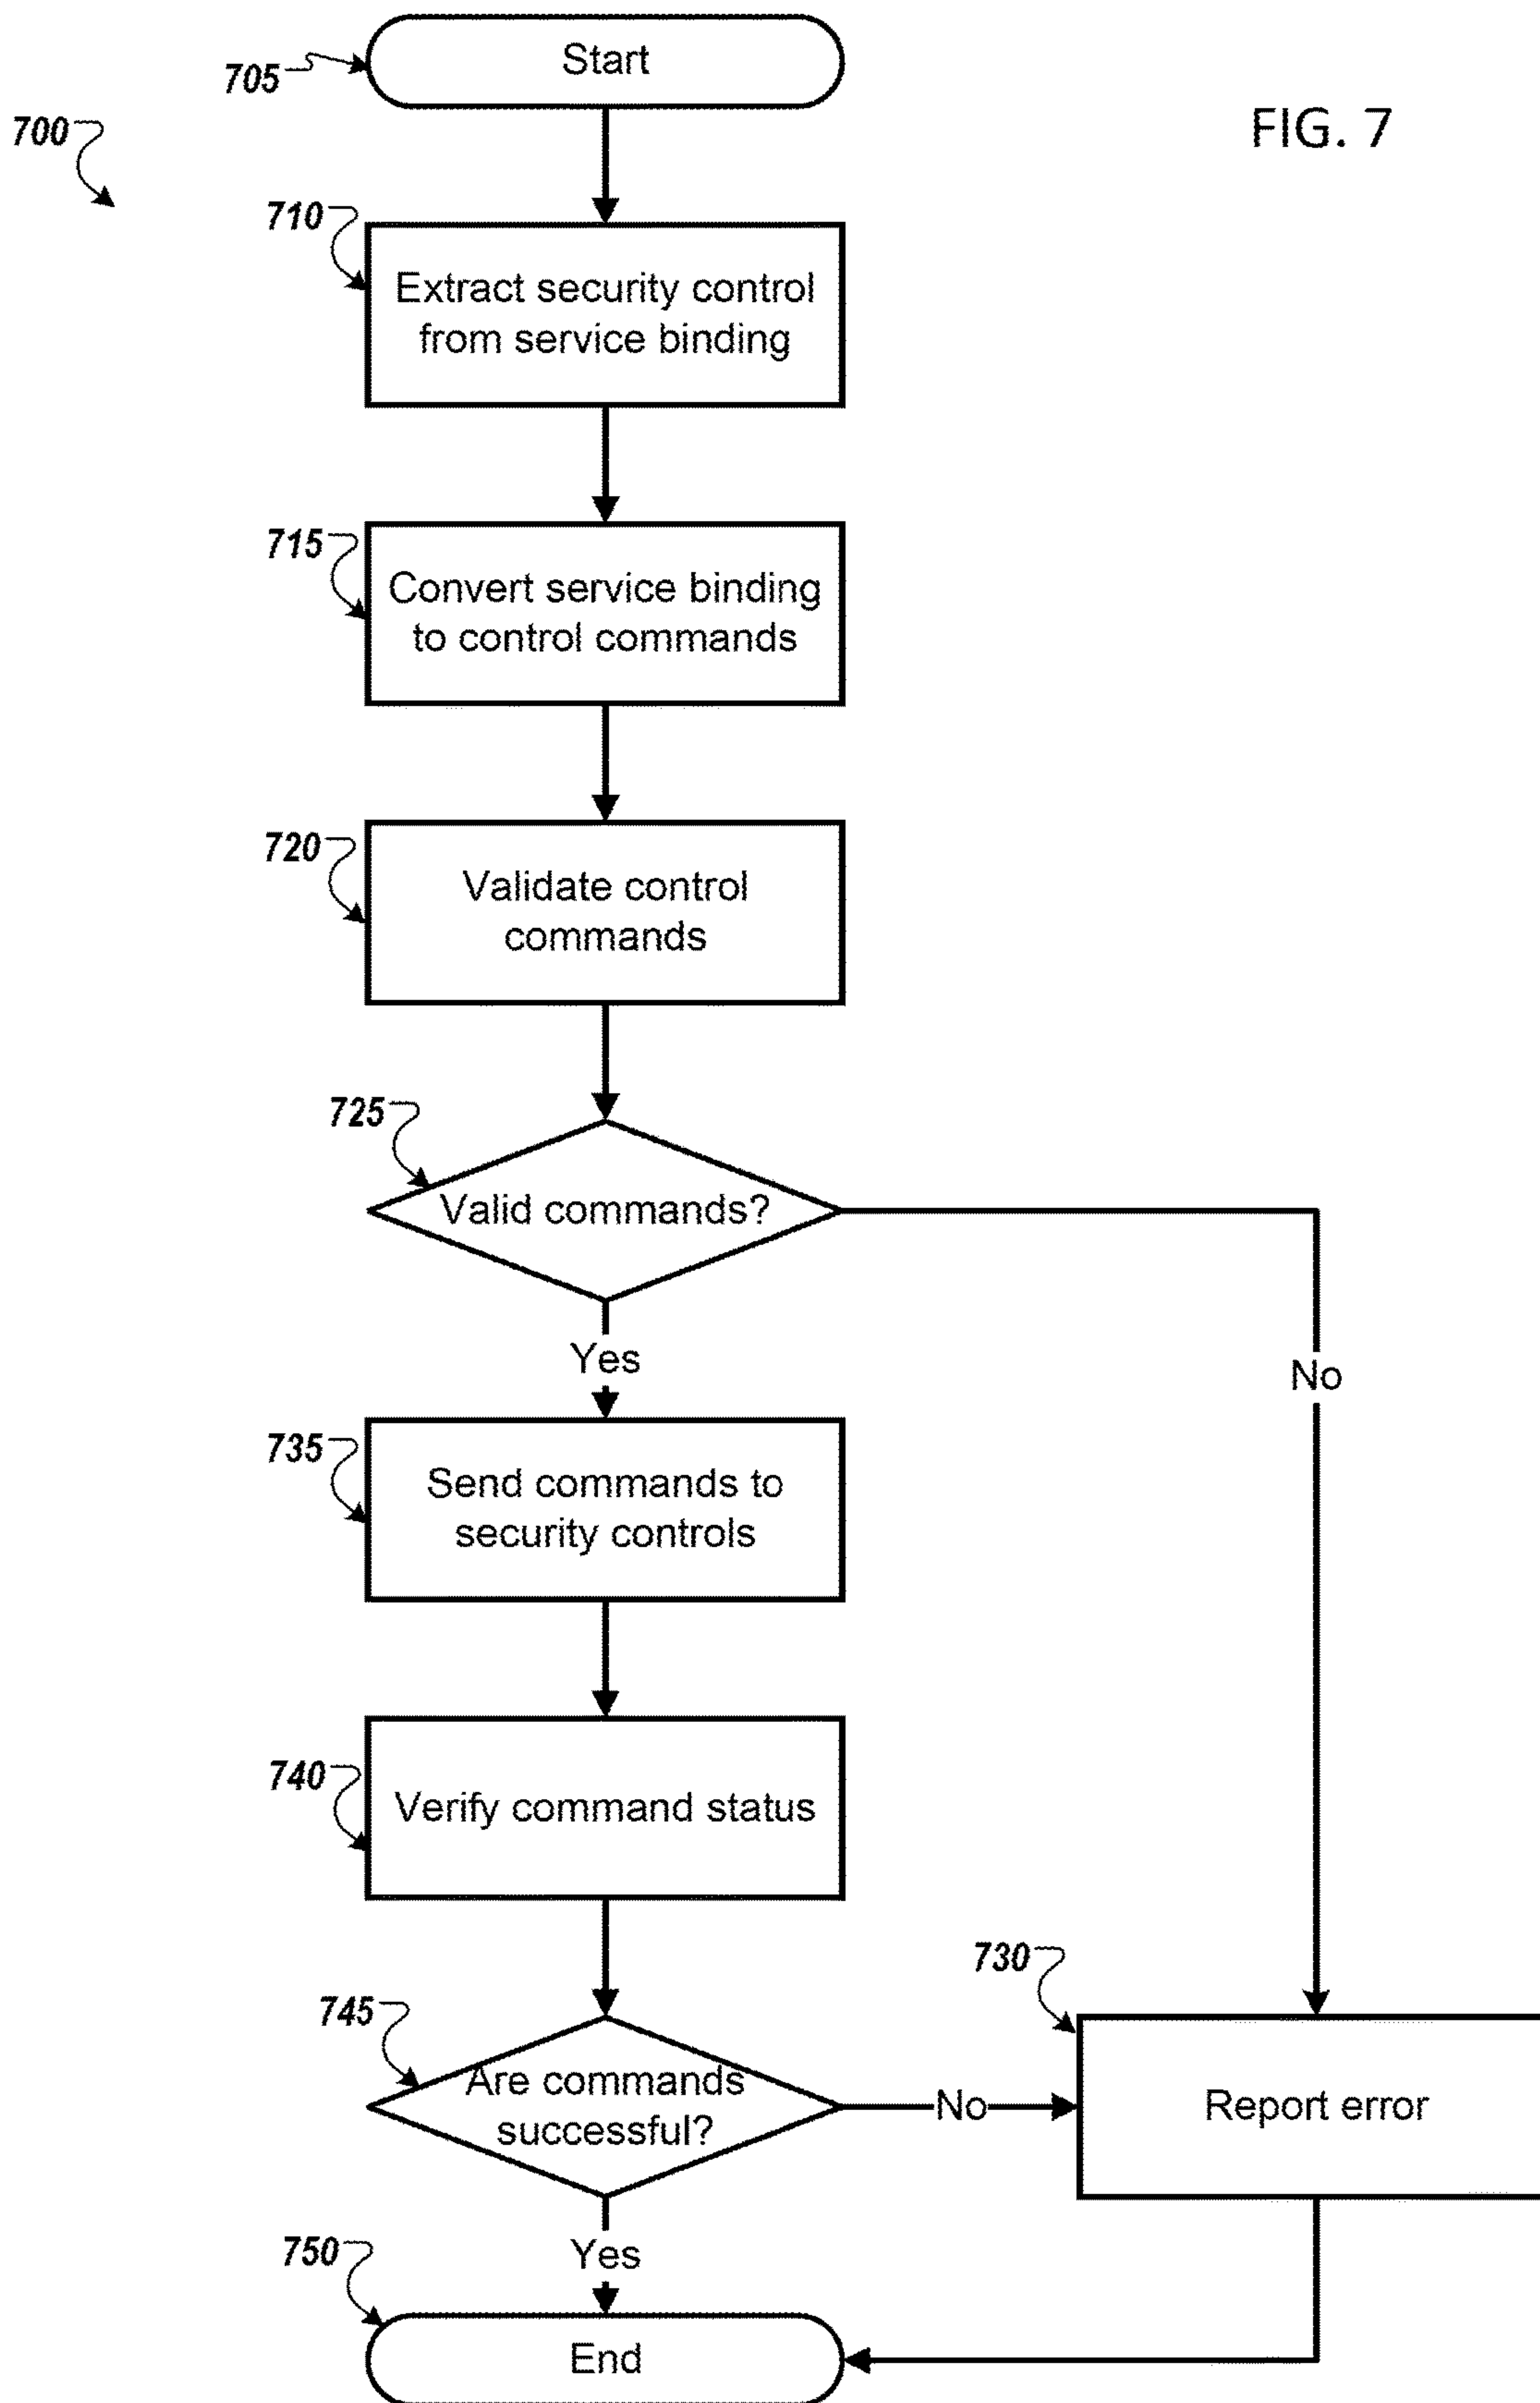 705
Start
700
FIG. 7
710
Extract security control
from service binding
715
Convert service binding
to control commands
720
Validate control
commands
725
Valid commands?
Yes
No
735
Send commands to
security controls
740
Verify command status
730
745
Are commands
successful?
No
Report error
750
Yes
End